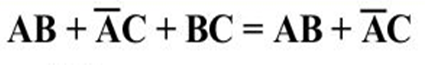 AB + A̅C + BC = AB + A̅C